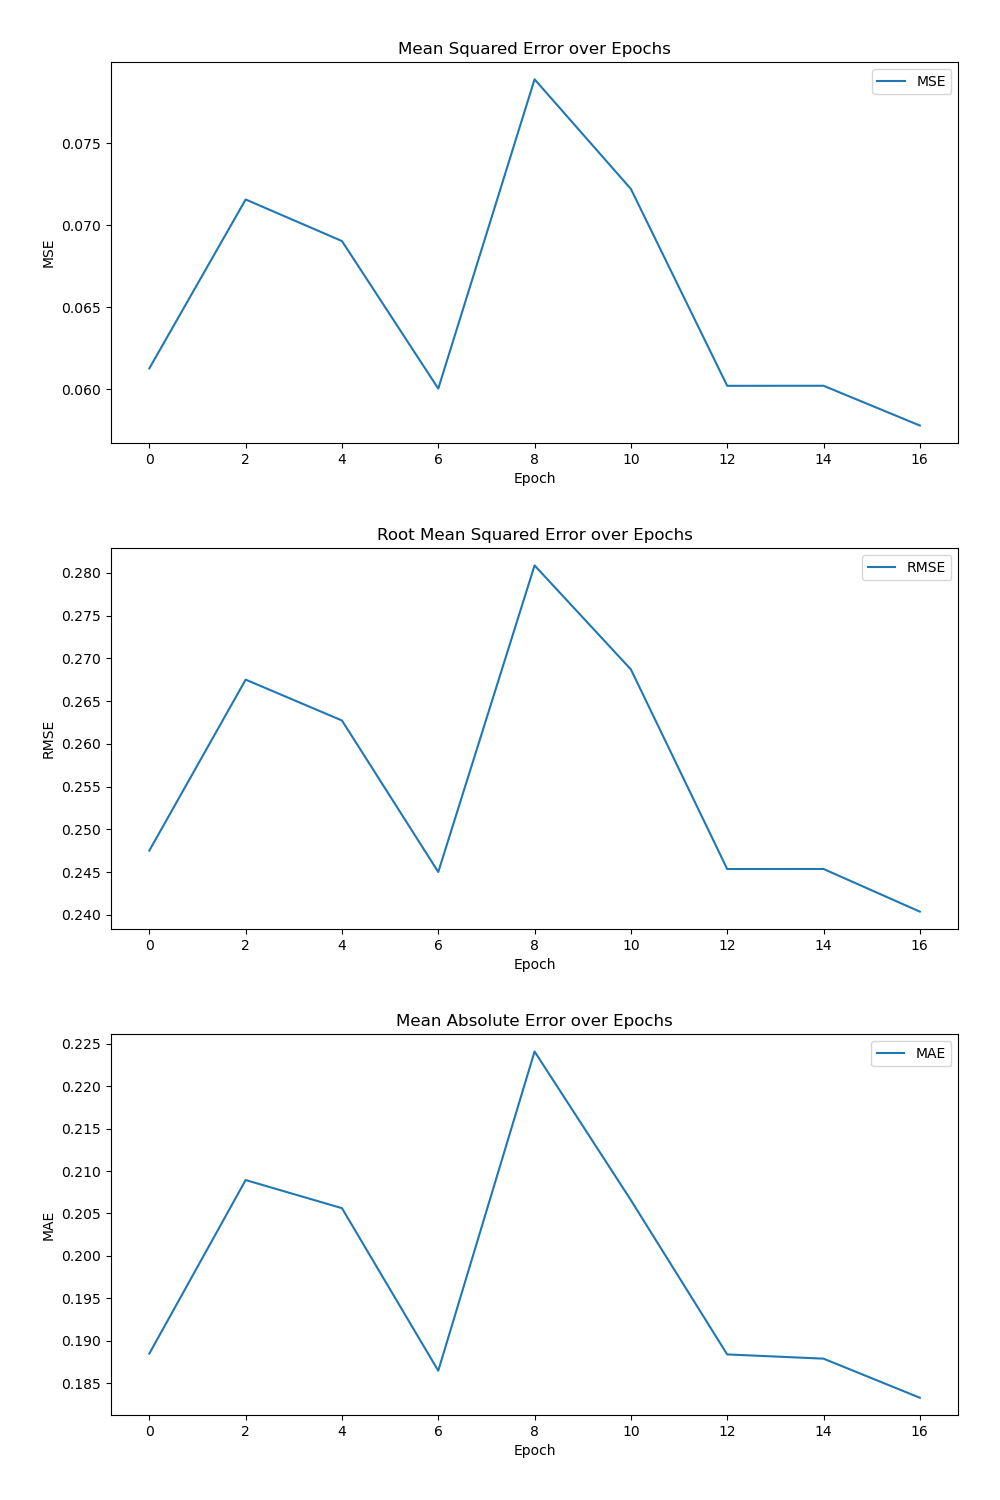 Mean Squared Error over Epochs
MSE
0.075
0.070
0.065
0.060
MSE
0 2 4 6 8 10 12 14 16
Epoch
Root Mean Squared Error over Epochs
RMSE
0.280
0.275
0.270
0.265
0.260
0.255
0.250
0.245
0.240
RMSE
0 2 4 6 8 10 12 14 16
Epoch
Mean Absolute Error over Epochs
MAE
0.225
0.220
0.215
0.210
0.205
0.200
0.195
0.190
0.185
MAE
0 2 4 6 8 10 12 14 16
Epoch